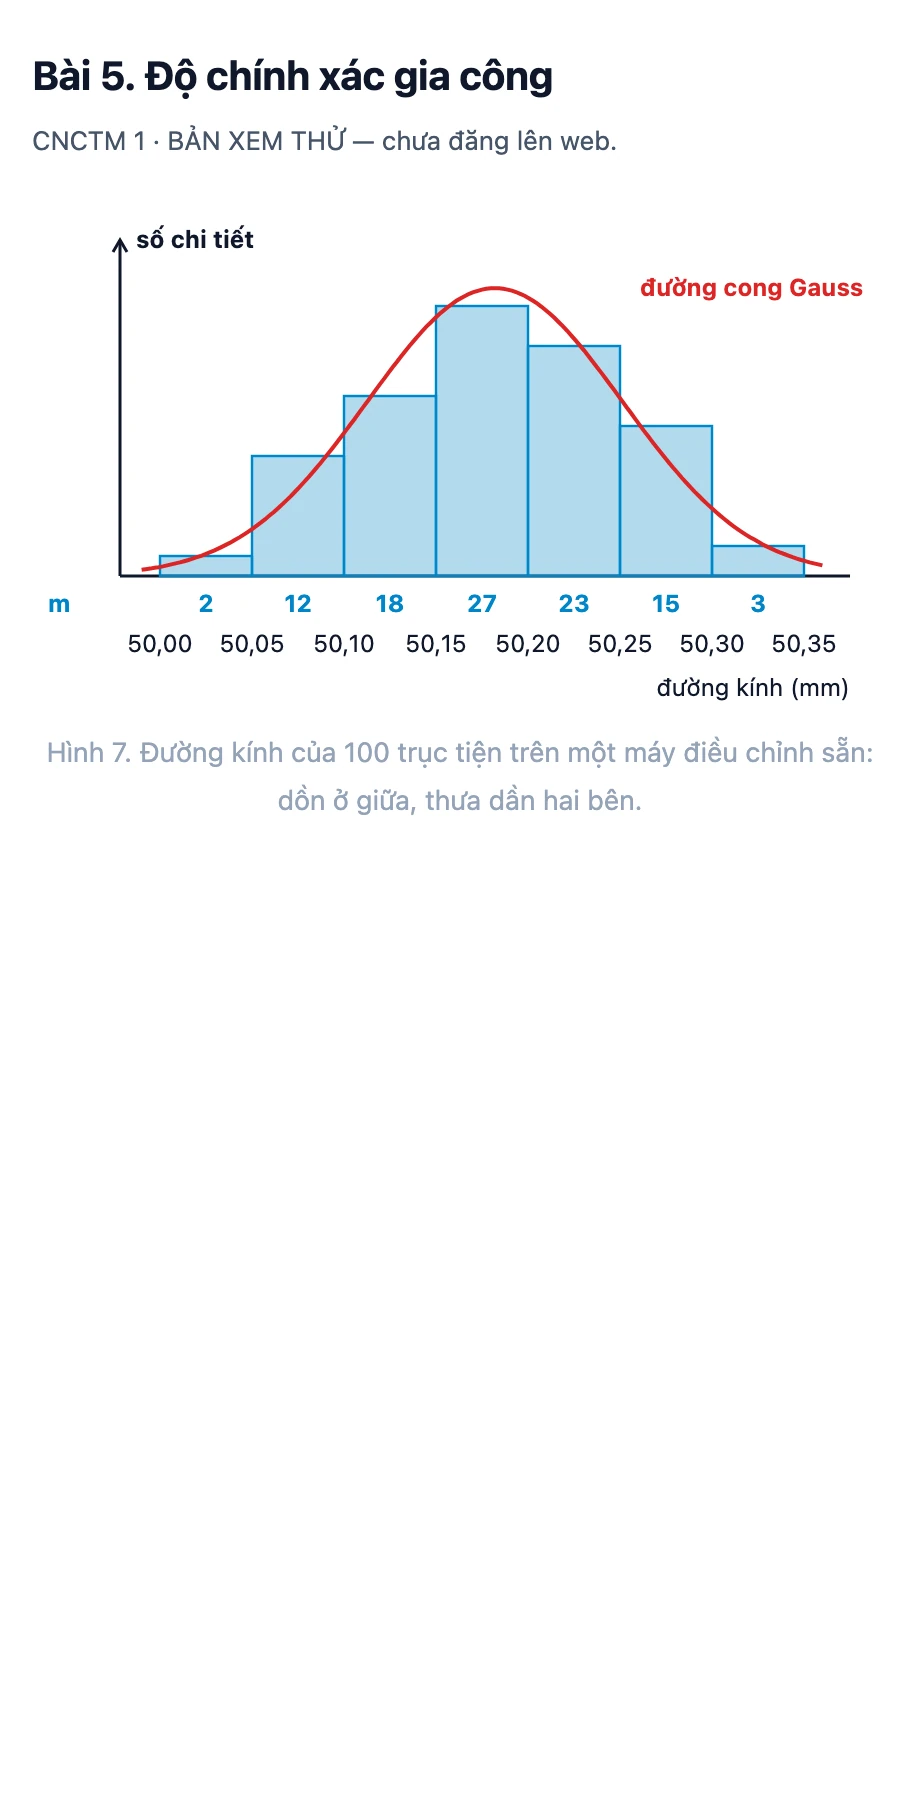 Bài 5. Độ chính xác gia công
CNCTM 1 · BẢN XEM THỬ — chưa đăng lên web.
số chi tiết
đường cong Gauss
m 2 12 18 27 23 15 3
50,00 50,05 50,10 50,15 50,20 50,25 50,30 50,35
đường kính (mm)
Hình 7. Đường kính của 100 trục tiện trên một máy điều chỉnh sẵn:
dồn ở giữa, thưa dần hai bên.